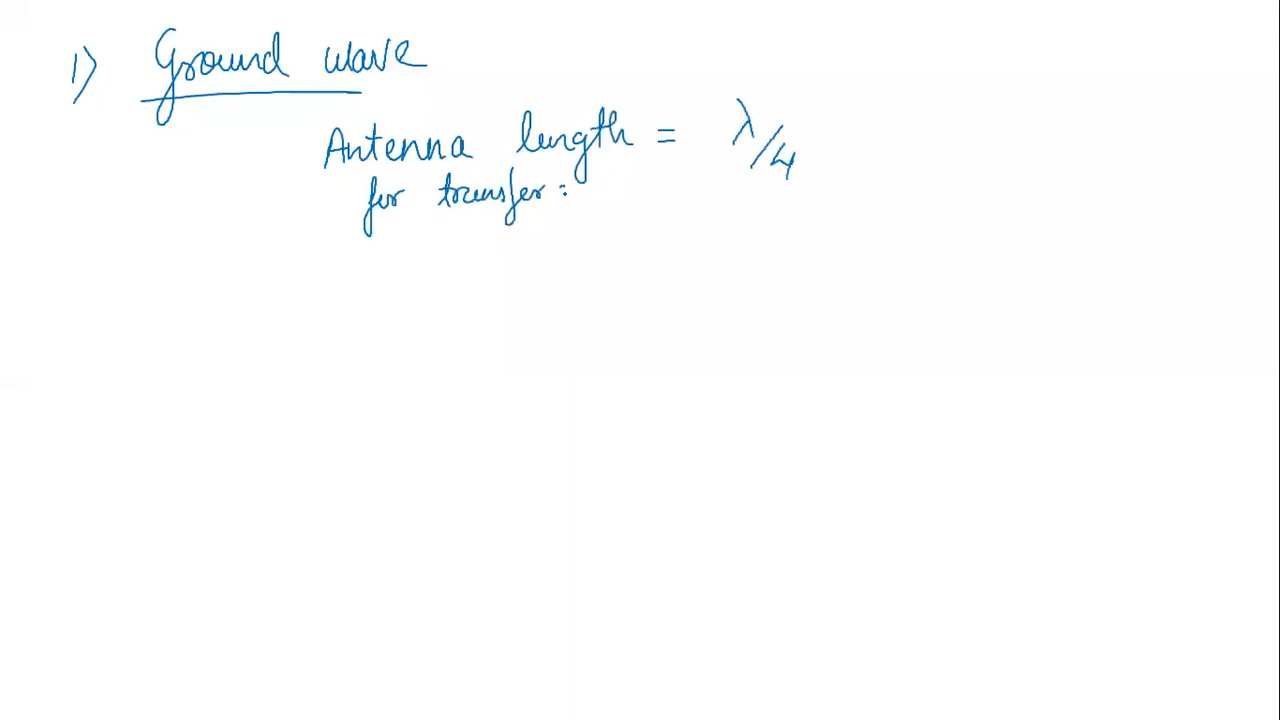 1) Ground wave
Antenna length = λ/4
for transfer :